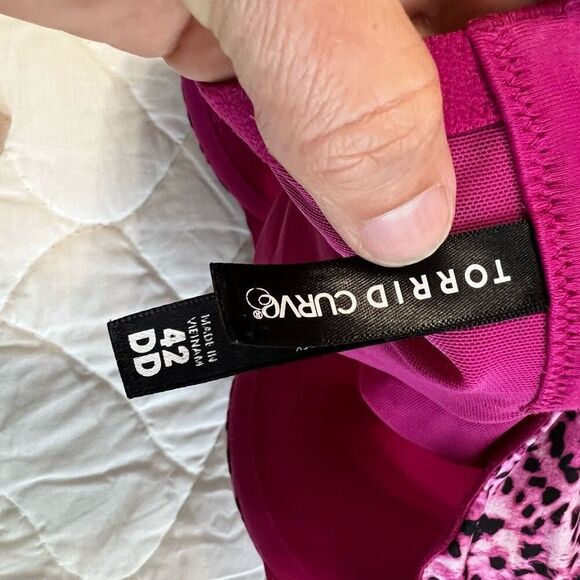 TORRID CURVE®
MADE IN
VIETNAM
42
DD